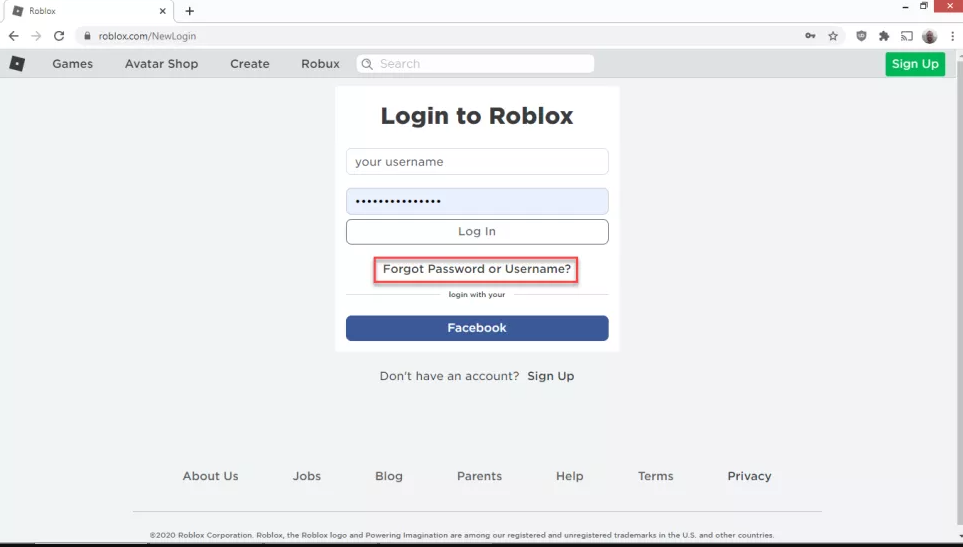 Roblox
roblox.com/NewLogin
Games Avatar Shop Create Robux Search Sign Up
Login to Roblox
your username
•••••••••••••••
Log In
Forgot Password or Username?
login with your
Facebook
Don't have an account? Sign Up
About Us Jobs Blog Parents Help Terms Privacy
©2020 Roblox Corporation. Roblox, the Roblox logo and Powering Imagination are among our registered and unregistered trademarks in the U.S. and other countries.